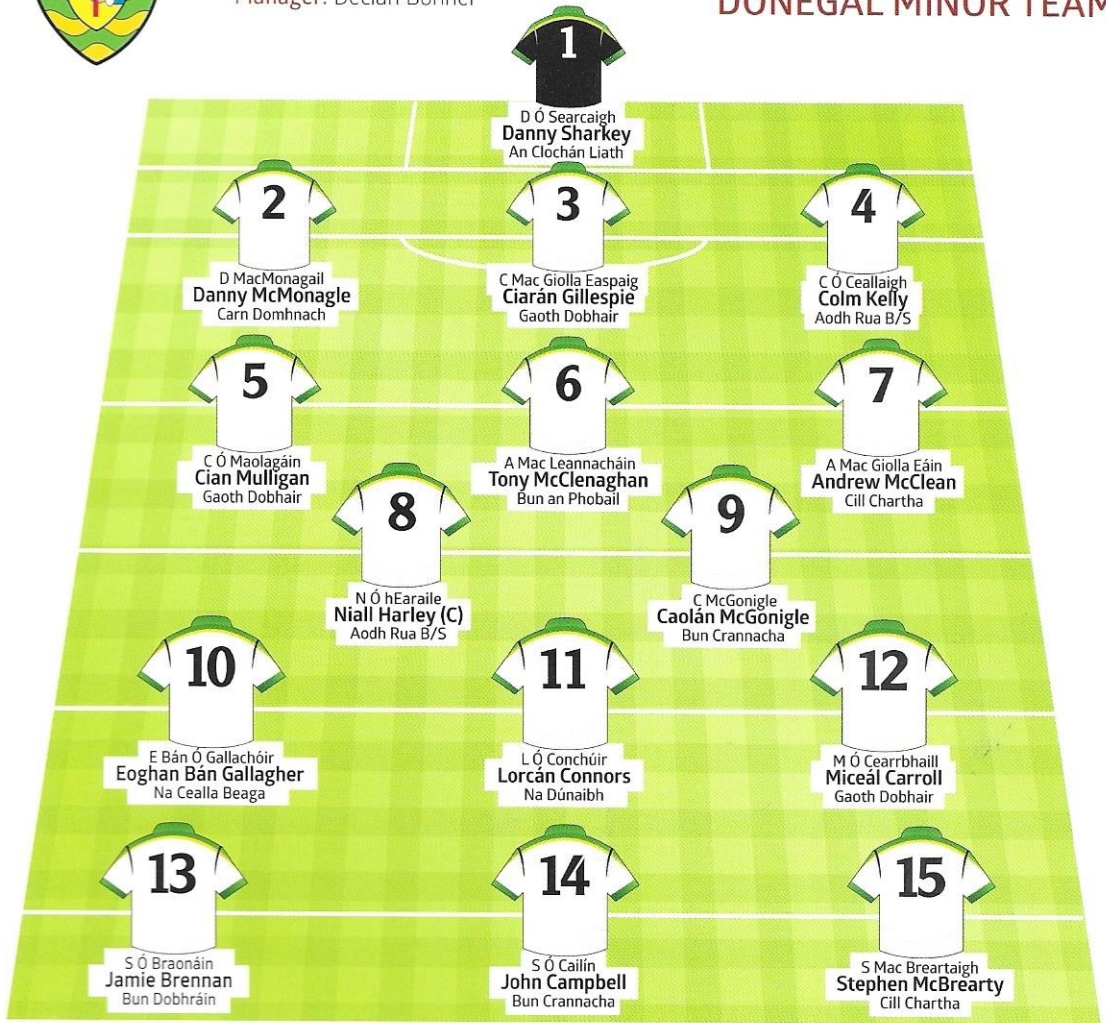 Manager: Declan Bonner
DONEGAL MINOR TEAM
1
D Ó Searcaigh
Danny Sharkey
An Clochán Liath
2
D MacMonagail
Danny McMonagle
Carn Domhnach
3
C Mac Giolla Easpaig
Ciarán Gillespie
Gaoth Dobhair
4
C Ó Ceallaigh
Colm Kelly
Aodh Rua B/S
5
C Ó Maolagáin
Cian Mulligan
Gaoth Dobhair
6
A Mac Leannacháin
Tony McClenaghan
Bun an Phobail
7
A Mac Giolla Eáin
Andrew McClean
Cill Chartha
8
N Ó hEaraile
Niall Harley (C)
Aodh Rua B/S
9
C McGonigle
Caolán McGonigle
Bun Crannacha
10
E Bán Ó Gallachóir
Eoghan Bán Gallagher
Na Cealla Beaga
11
L Ó Conchúir
Lorcán Connors
Na Dúnaibh
12
M Ó Cearrbhaill
Miceál Carroll
Gaoth Dobhair
13
S Ó Braonáin
Jamie Brennan
Bun Dobhráin
14
S Ó Cailín
John Campbell
Bun Crannacha
15
S Mac Breartaigh
Stephen McBrearty
Cill Chartha